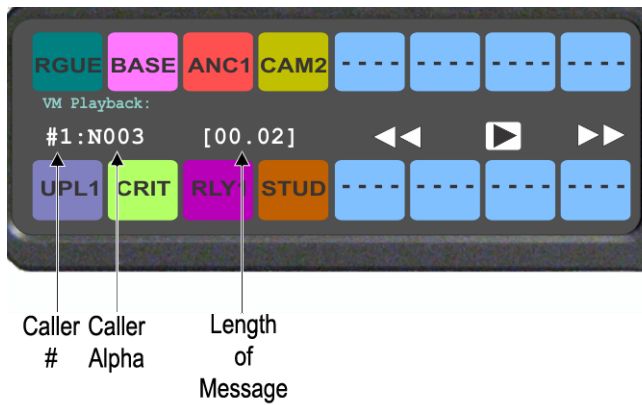 RGUE BASE ANC1 CAM2 ---- ---- ---- ----
VM Playback:
#1:N003 [00.02]
UPL1 CRIT RLY1 STUD ---- ---- ---- ----
Caller # Caller Alpha Length of Message